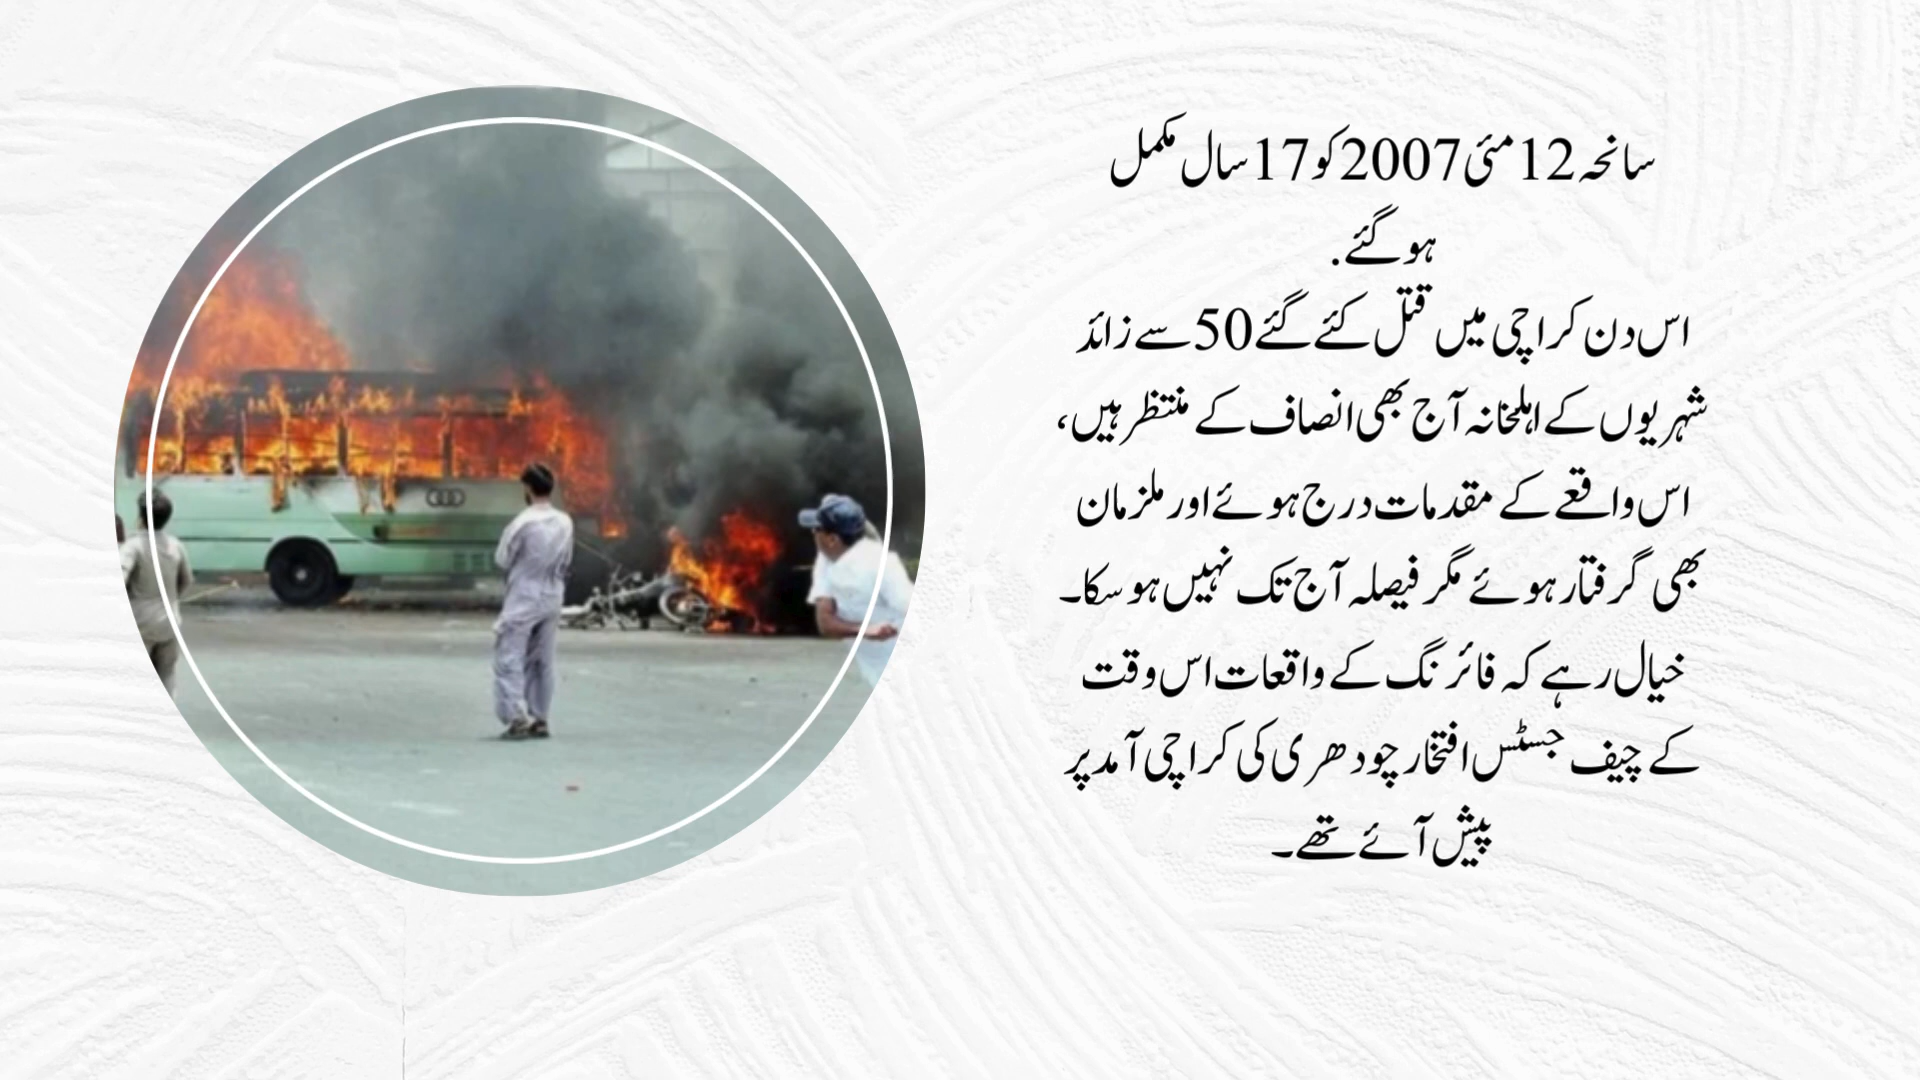 سانحہ 12 مئی 2007 کو 17 سال مکمل
ہوگئے.
اس دن کراچی میں قتل کئے گئے 50 سے زائد
شہریوں کے اہلخانہ آج بھی انصاف کے منتظر ہیں،
اس واقعے کے مقدمات درج ہوئے اور ملزمان
بھی گرفتار ہوئے مگر فیصلہ آج تک نہیں ہو سکا۔
خیال رہے کہ فائرنگ کے واقعات اس وقت
کے چیف جسٹس افتخار چودھری کی کراچی آمد پر
پیش آئے تھے۔